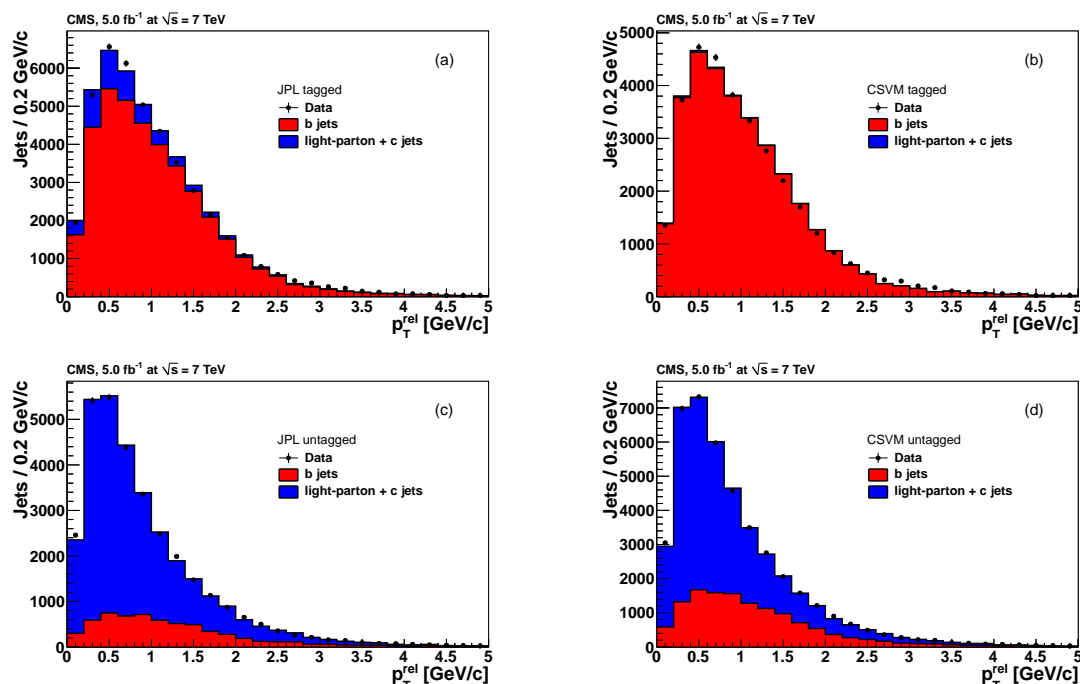 CMS, 5.0 fb⁻¹ at √s = 7 TeV
Jets / 0.2 GeV/c
(a)
JPL tagged
Data
b jets
light-parton + c jets
6000
5000
4000
3000
2000
1000
0
0 0.5 1 1.5 2 2.5 3 3.5 4 4.5 5
p_T^rel [GeV/c]
CMS, 5.0 fb⁻¹ at √s = 7 TeV
Jets / 0.2 GeV/c
(b)
CSVM tagged
Data
b jets
light-parton + c jets
5000
4000
3000
2000
1000
0
0 0.5 1 1.5 2 2.5 3 3.5 4 4.5 5
p_T^rel [GeV/c]
CMS, 5.0 fb⁻¹ at √s = 7 TeV
Jets / 0.2 GeV/c
(c)
JPL untagged
Data
b jets
light-parton + c jets
5000
4000
3000
2000
1000
0
0 0.5 1 1.5 2 2.5 3 3.5 4 4.5 5
p_T^rel [GeV/c]
CMS, 5.0 fb⁻¹ at √s = 7 TeV
Jets / 0.2 GeV/c
(d)
CSVM untagged
Data
b jets
light-parton + c jets
7000
6000
5000
4000
3000
2000
1000
0
0 0.5 1 1.5 2 2.5 3 3.5 4 4.5 5
p_T^rel [GeV/c]